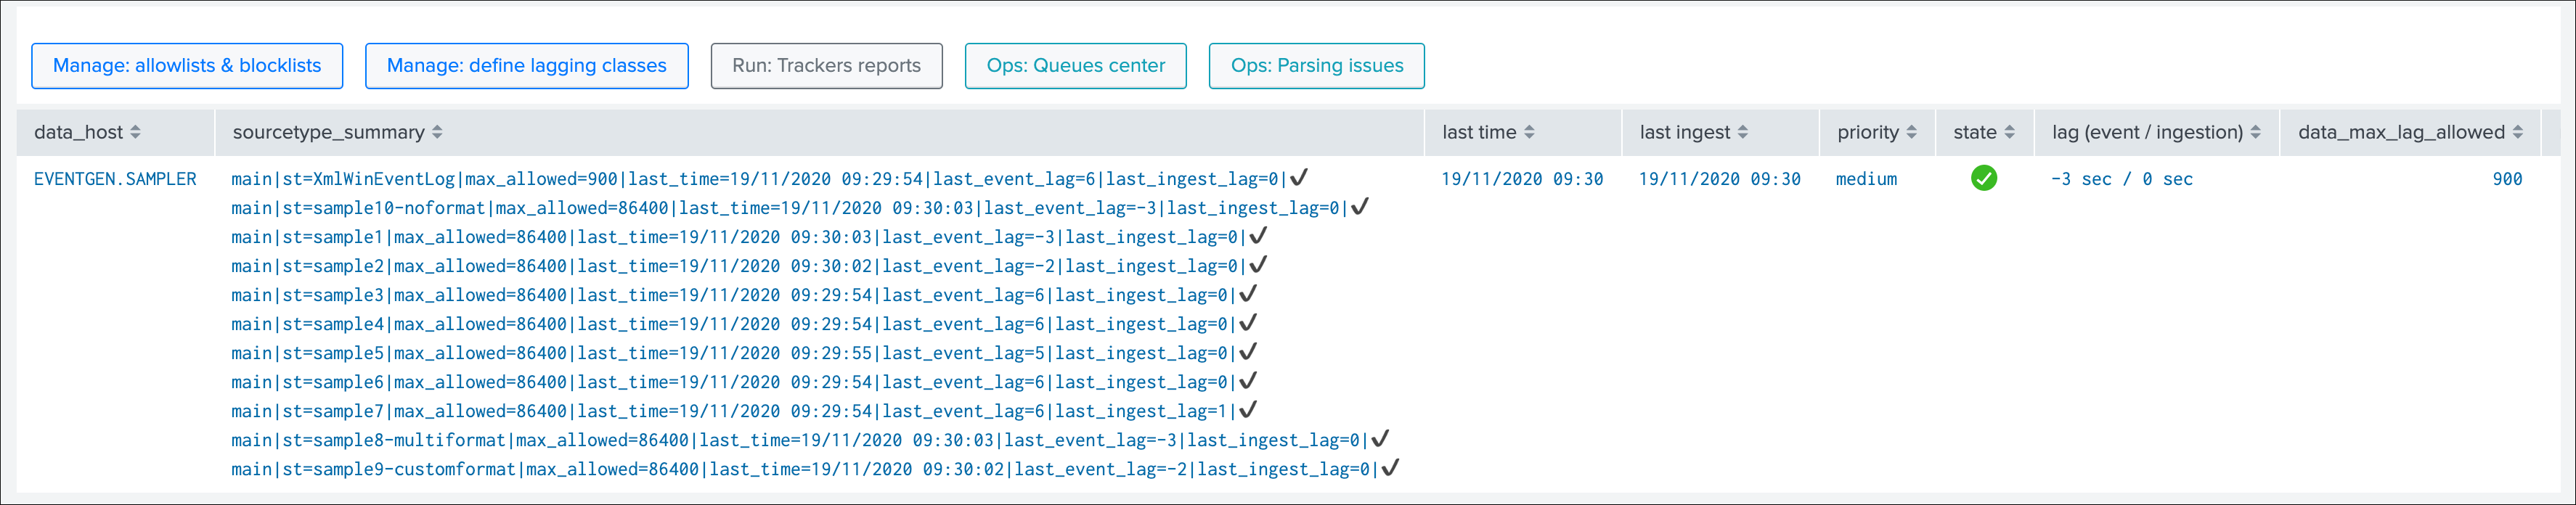 Manage: allowlists & blocklists
Manage: define lagging classes
Run: Trackers reports
Ops: Queues center
Ops: Parsing issues
data_host sourcetype_summary last time last ingest priority state lag (event / ingestion) data_max_lag_allowed
EVENTGEN.SAMPLER main|st=XmlWinEventLog|max_allowed=900|last_time=19/11/2020 09:29:54|last_event_lag=6|last_ingest_lag=0|✔ 19/11/2020 09:30 19/11/2020 09:30 medium -3 sec / 0 sec 900
main|st=sample10-noformat|max_allowed=86400|last_time=19/11/2020 09:30:03|last_event_lag=-3|last_ingest_lag=0|✔
main|st=sample1|max_allowed=86400|last_time=19/11/2020 09:30:03|last_event_lag=-3|last_ingest_lag=0|✔
main|st=sample2|max_allowed=86400|last_time=19/11/2020 09:30:02|last_event_lag=-2|last_ingest_lag=0|✔
main|st=sample3|max_allowed=86400|last_time=19/11/2020 09:29:54|last_event_lag=6|last_ingest_lag=0|✔
main|st=sample4|max_allowed=86400|last_time=19/11/2020 09:29:54|last_event_lag=6|last_ingest_lag=0|✔
main|st=sample5|max_allowed=86400|last_time=19/11/2020 09:29:55|last_event_lag=5|last_ingest_lag=0|✔
main|st=sample6|max_allowed=86400|last_time=19/11/2020 09:29:54|last_event_lag=6|last_ingest_lag=0|✔
main|st=sample7|max_allowed=86400|last_time=19/11/2020 09:29:54|last_event_lag=6|last_ingest_lag=1|✔
main|st=sample8-multiformat|max_allowed=86400|last_time=19/11/2020 09:30:03|last_event_lag=-3|last_ingest_lag=0|✔
main|st=sample9-customformat|max_allowed=86400|last_time=19/11/2020 09:30:02|last_event_lag=-2|last_ingest_lag=0|✔